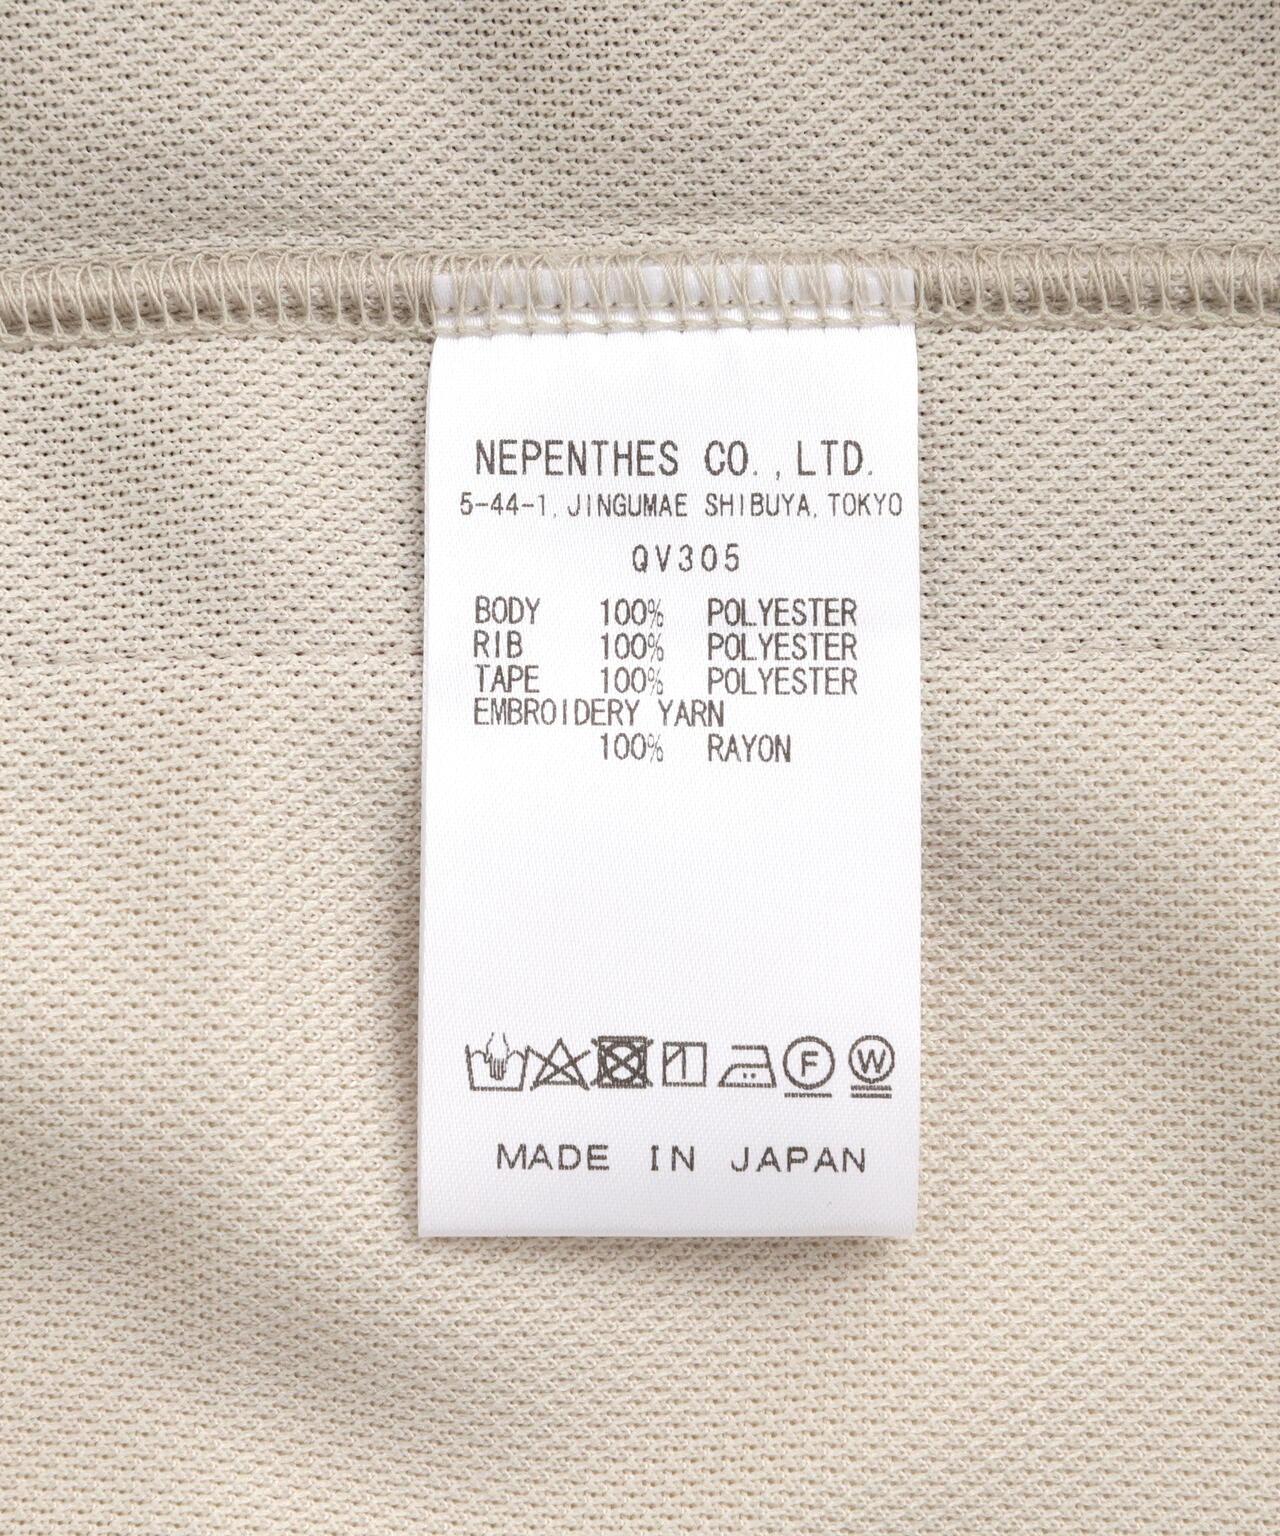 NEPENTHES CO.,LTD.
5-44-1, JINGUMAE SHIBUYA, TOKYO
QV305
BODY 100% POLYESTER
RIB 100% POLYESTER
TAPE 100% POLYESTER
EMBROIDERY YARN
100% RAYON
F W
MADE IN JAPAN